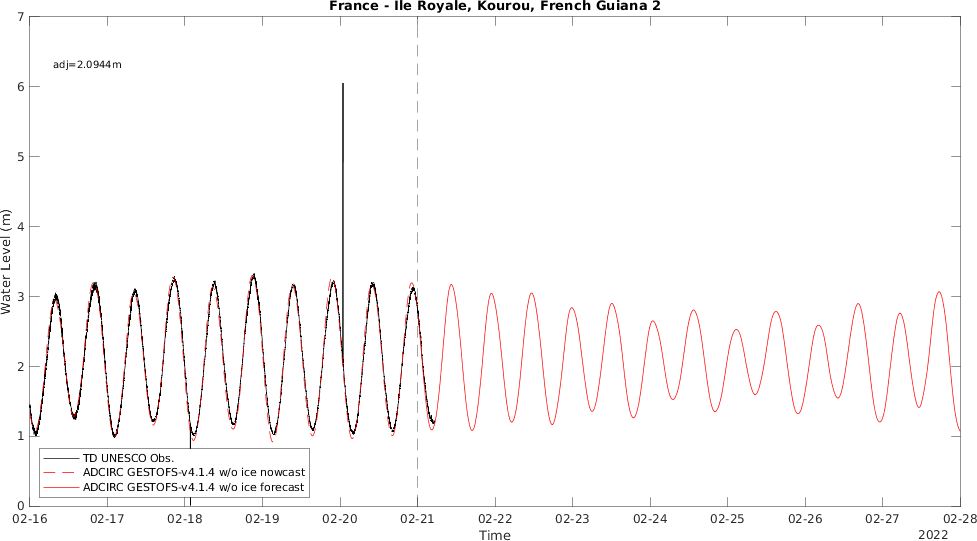 France - Ile Royale, Kourou, French Guiana 2
7
adj=2.0944m
6
5
4
3
2
1
0
Water Level (m)
TD UNESCO Obs.
ADCIRC GESTOFS-v4.1.4 w/o ice nowcast
ADCIRC GESTOFS-v4.1.4 w/o ice forecast
02-16 02-17 02-18 02-19 02-20 02-21 02-22 02-23 02-24 02-25 02-26 02-27 02-28
Time
2022